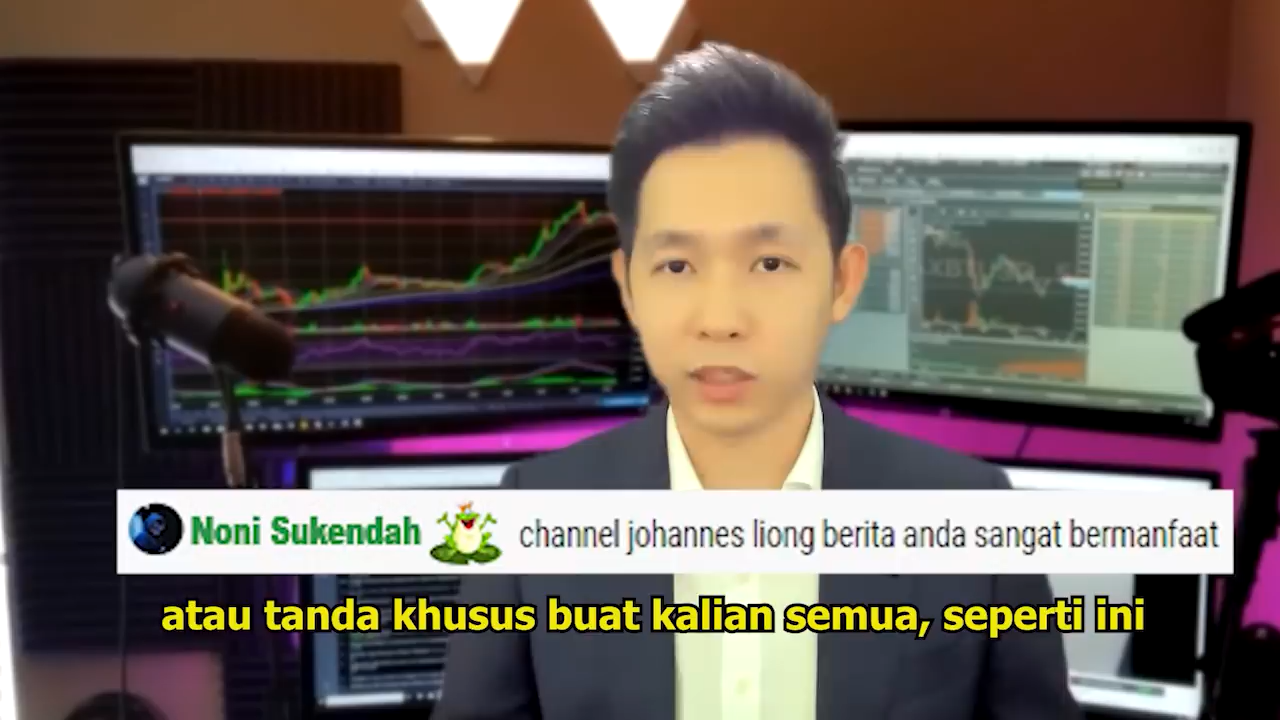 Noni Sukendah channel johannes liong berita anda sangat bermanfaat
atau tanda khusus buat kalian semua, seperti ini